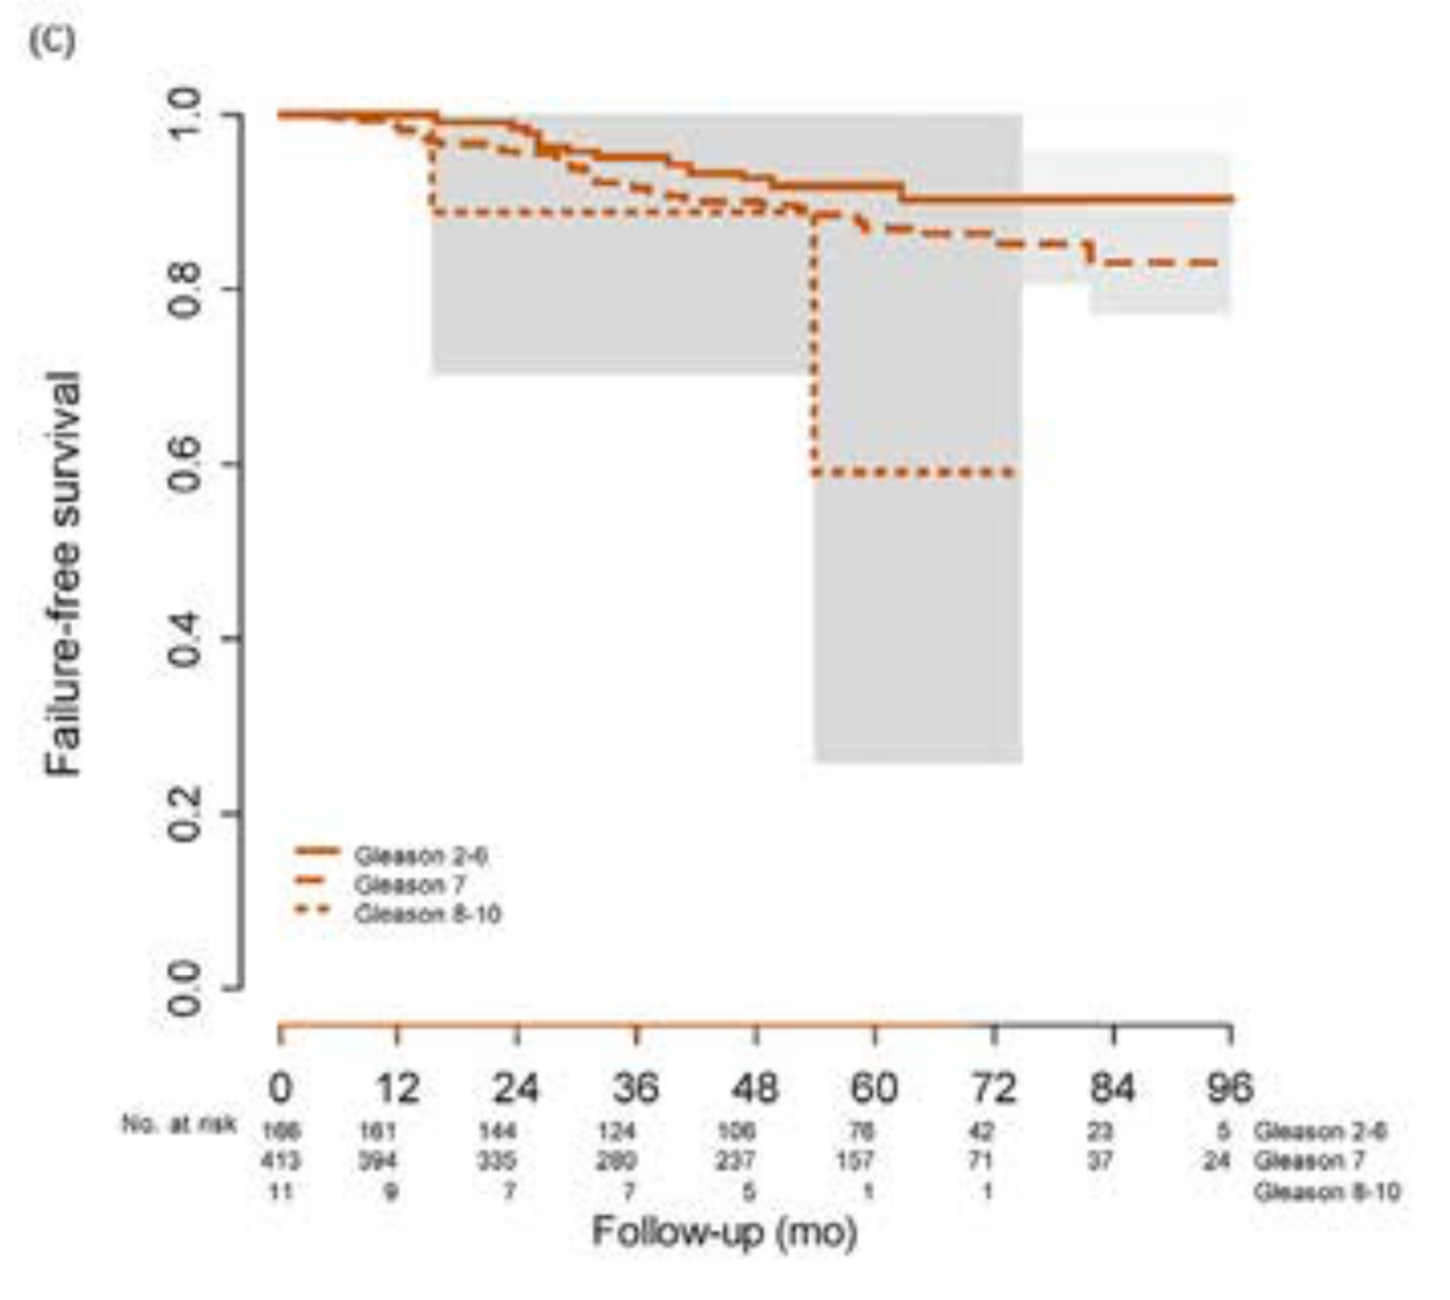 (C)
1.0
0.8
0.6
0.4
0.2
0.0
Failure-free survival
Gleason 2-6
Gleason 7
Gleason 8-10
0 12 24 36 48 60 72 84 96
No. at risk 166 161 144 124 106 76 42 23 5 Gleason 2-6
413 394 335 280 237 157 71 37 24 Gleason 7
11 9 7 7 5 1 1 Gleason 8-10
Follow-up (mo)